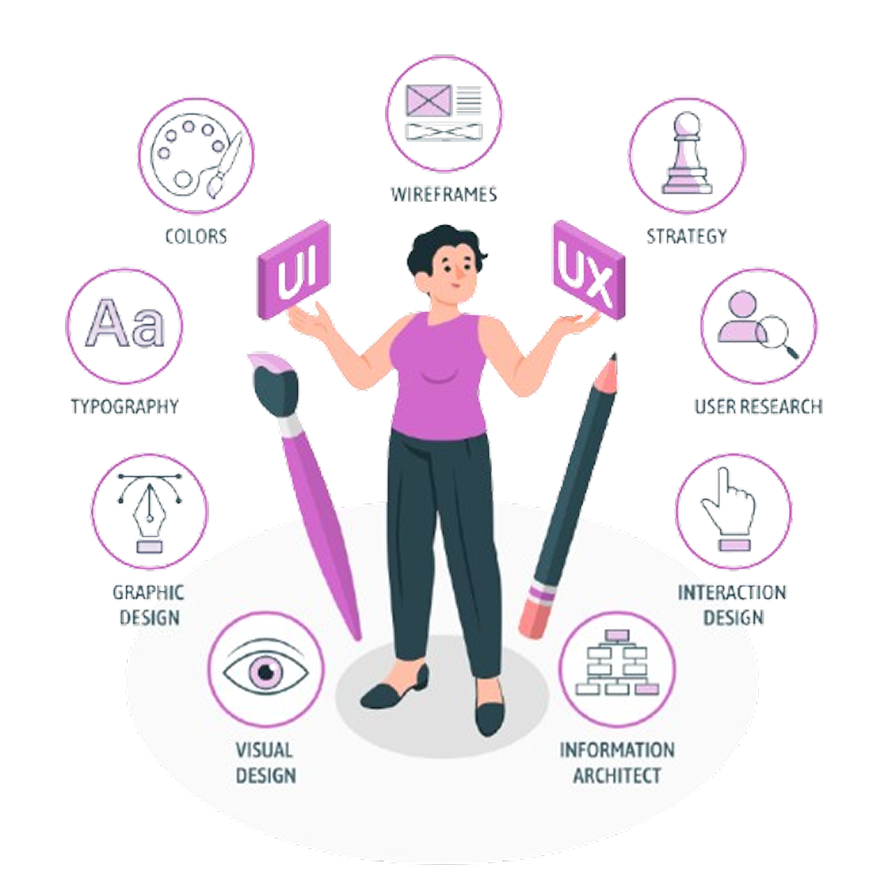 WIREFRAMES
COLORS
STRATEGY
UI
UX
Aa
TYPOGRAPHY
USER RESEARCH
GRAPHIC
DESIGN
INTERACTION
DESIGN
VISUAL
DESIGN
INFORMATION
ARCHITECT